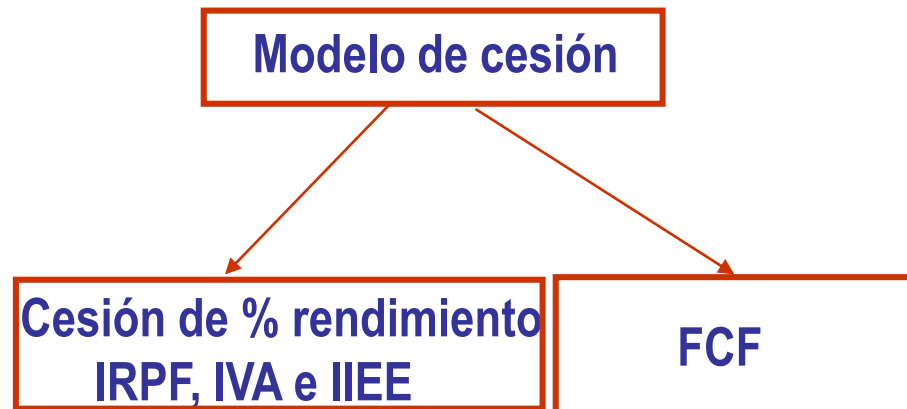 Modelo de cesión
Cesión de % rendimiento
IRPF, IVA e IIEE
FCF